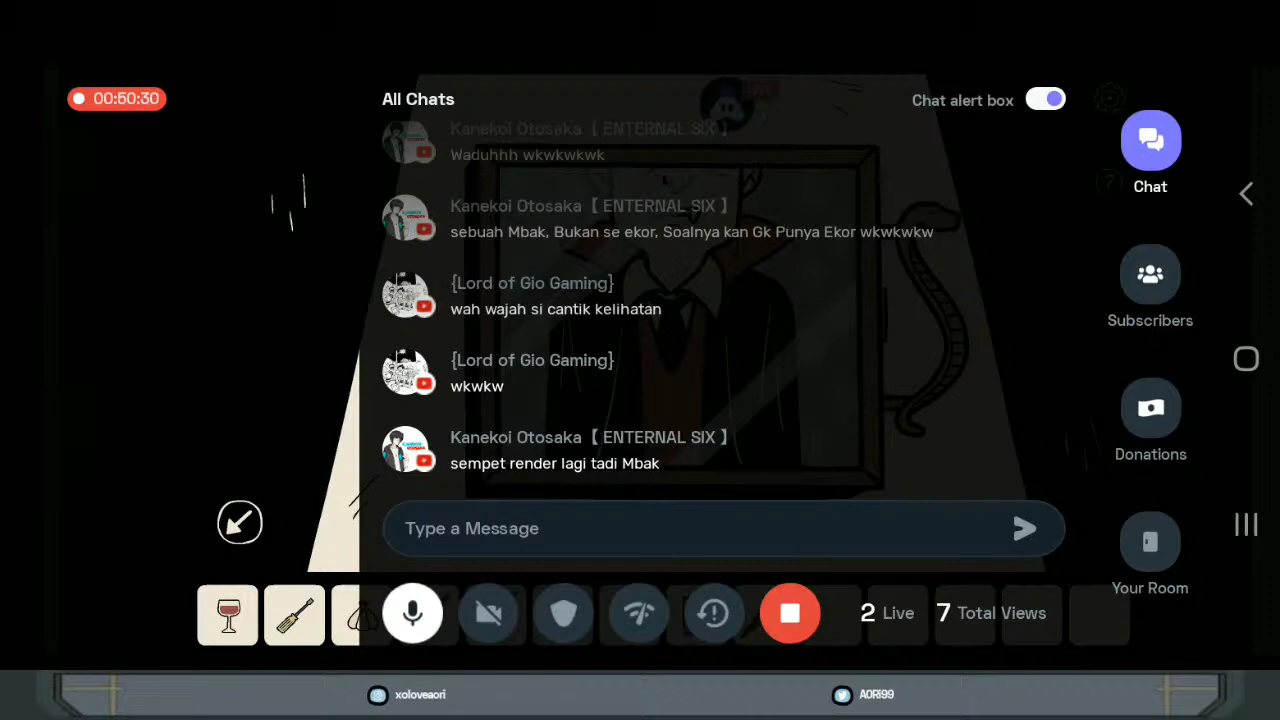 00:50:30
All Chats
Chat alert box
Kanekoi Otosaka【 ENTERNAL SIX 】
Waduhhh wkwkwkwk
Chat
Kanekoi Otosaka【 ENTERNAL SIX 】
sebuah Mbak, Bukan se ekor, Soalnya kan Gk Punya Ekor wkwkwkw
{Lord of Gio Gaming}
wah wajah si cantik kelihatan
Subscribers
{Lord of Gio Gaming}
wkwkw
Kanekoi Otosaka【 ENTERNAL SIX 】
sempet render lagi tadi Mbak
Donations
Type a Message
Your Room
2 Live 7 Total Views
xoloveaori
AORi99